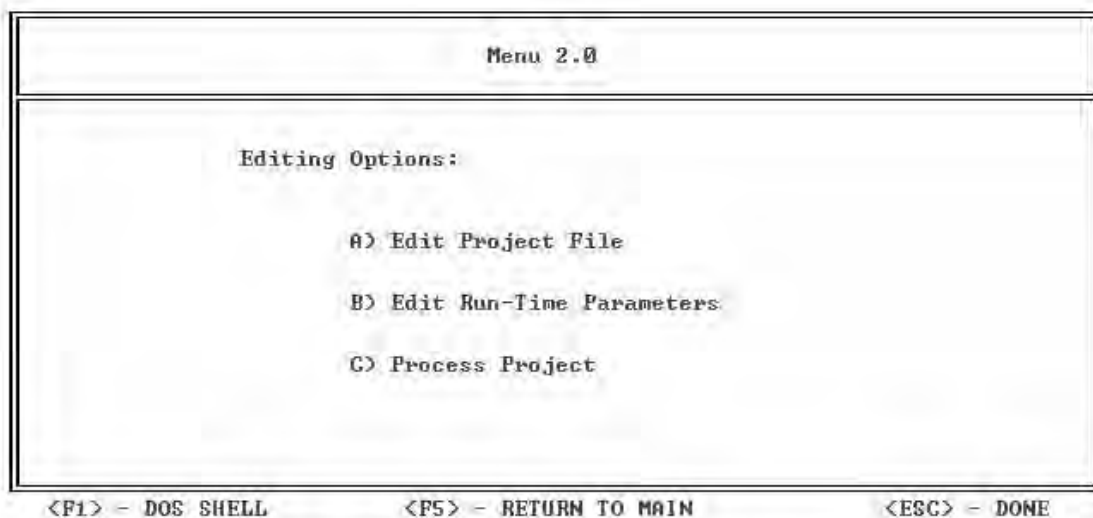 Menu 2.0
Editing Options:
A) Edit Project File
B) Edit Run-Time Parameters
C) Process Project
<F1> - DOS SHELL <F5> - RETURN TO MAIN <ESC> - DONE